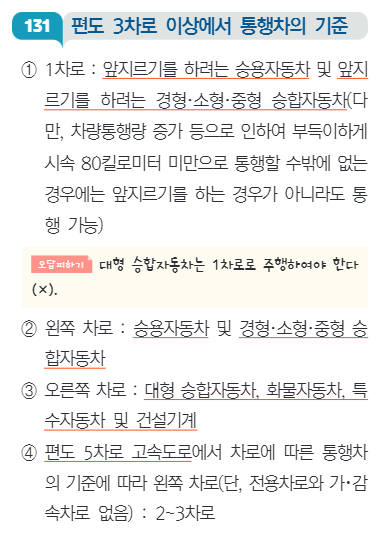 131 편도 3차로 이상에서 통행차의 기준
① 1차로 : 앞지르기를 하려는 승용자동차 및 앞지
르기를 하려는 경형·소형·중형 승합자동차(다
만, 차량통행량 증가 등으로 인하여 부득이하게
시속 80킬로미터 미만으로 통행할 수밖에 없는
경우에는 앞지르기를 하는 경우가 아니라도 통
행 가능)
오답피하기 대형 승합자동차는 1차로로 주행하여야 한다
(×).
② 왼쪽 차로 : 승용자동차 및 경형·소형·중형 승
합자동차
③ 오른쪽 차로 : 대형 승합자동차, 화물자동차, 특
수자동차 및 건설기계
④ 편도 5차로 고속도로에서 차로에 따른 통행차
의 기준에 따라 왼쪽 차로(단, 전용차로와 가·감
속차로 없음) : 2~3차로